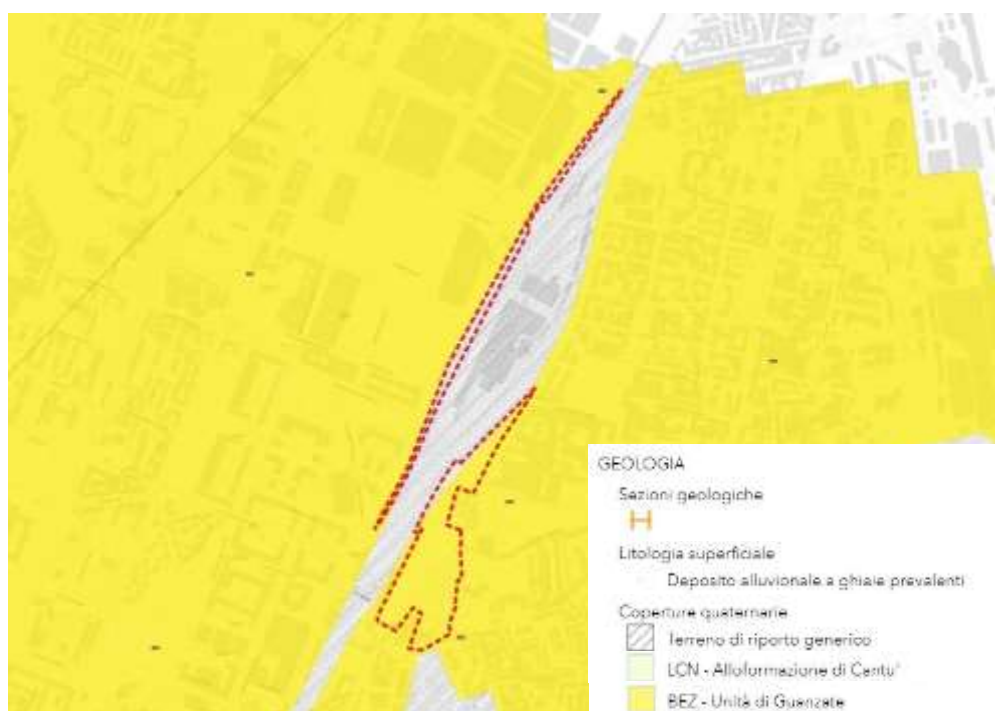 GEOLOGIA
Sezioni geologiche
Litologia superficiale
Deposito alluvionale a ghiaie prevalenti
Coperture quaternarie
Terreno di riporto generico
LCN - Alloformazione di Cantu'
BEZ - Unità di Guanzate